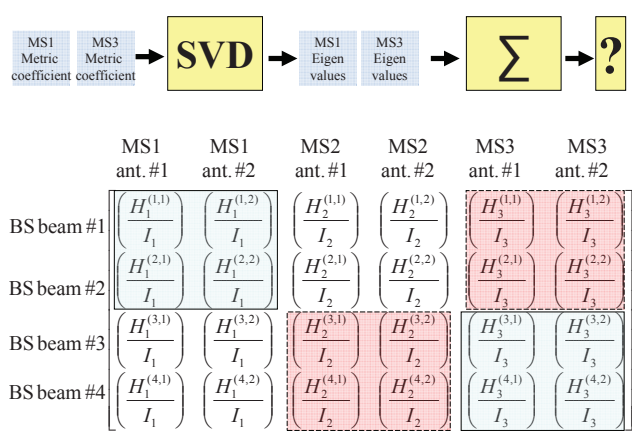 MS1 Metric coefficient
MS3 Metric coefficient
SVD
MS1 Eigen values
MS3 Eigen values
∑
?
MS1 MS1 MS2 MS2 MS3 MS3
ant.#1 ant.#2 ant.#1 ant.#2 ant.#1 ant.#2
BS beam #1 (H_1^(1,1)/I_1) (H_1^(1,2)/I_1) (H_2^(1,1)/I_2) (H_2^(1,2)/I_2) (H_3^(1,1)/I_3) (H_3^(1,2)/I_3)
BS beam #2 (H_1^(2,1)/I_1) (H_1^(2,2)/I_1) (H_2^(2,1)/I_2) (H_2^(2,2)/I_2) (H_3^(2,1)/I_3) (H_3^(2,2)/I_3)
BS beam #3 (H_1^(3,1)/I_1) (H_1^(3,2)/I_1) (H_2^(3,1)/I_2) (H_2^(3,2)/I_2) (H_3^(3,1)/I_3) (H_3^(3,2)/I_3)
BS beam #4 (H_1^(4,1)/I_1) (H_1^(4,2)/I_1) (H_2^(4,1)/I_2) (H_2^(4,2)/I_2) (H_3^(4,1)/I_3) (H_3^(4,2)/I_3)